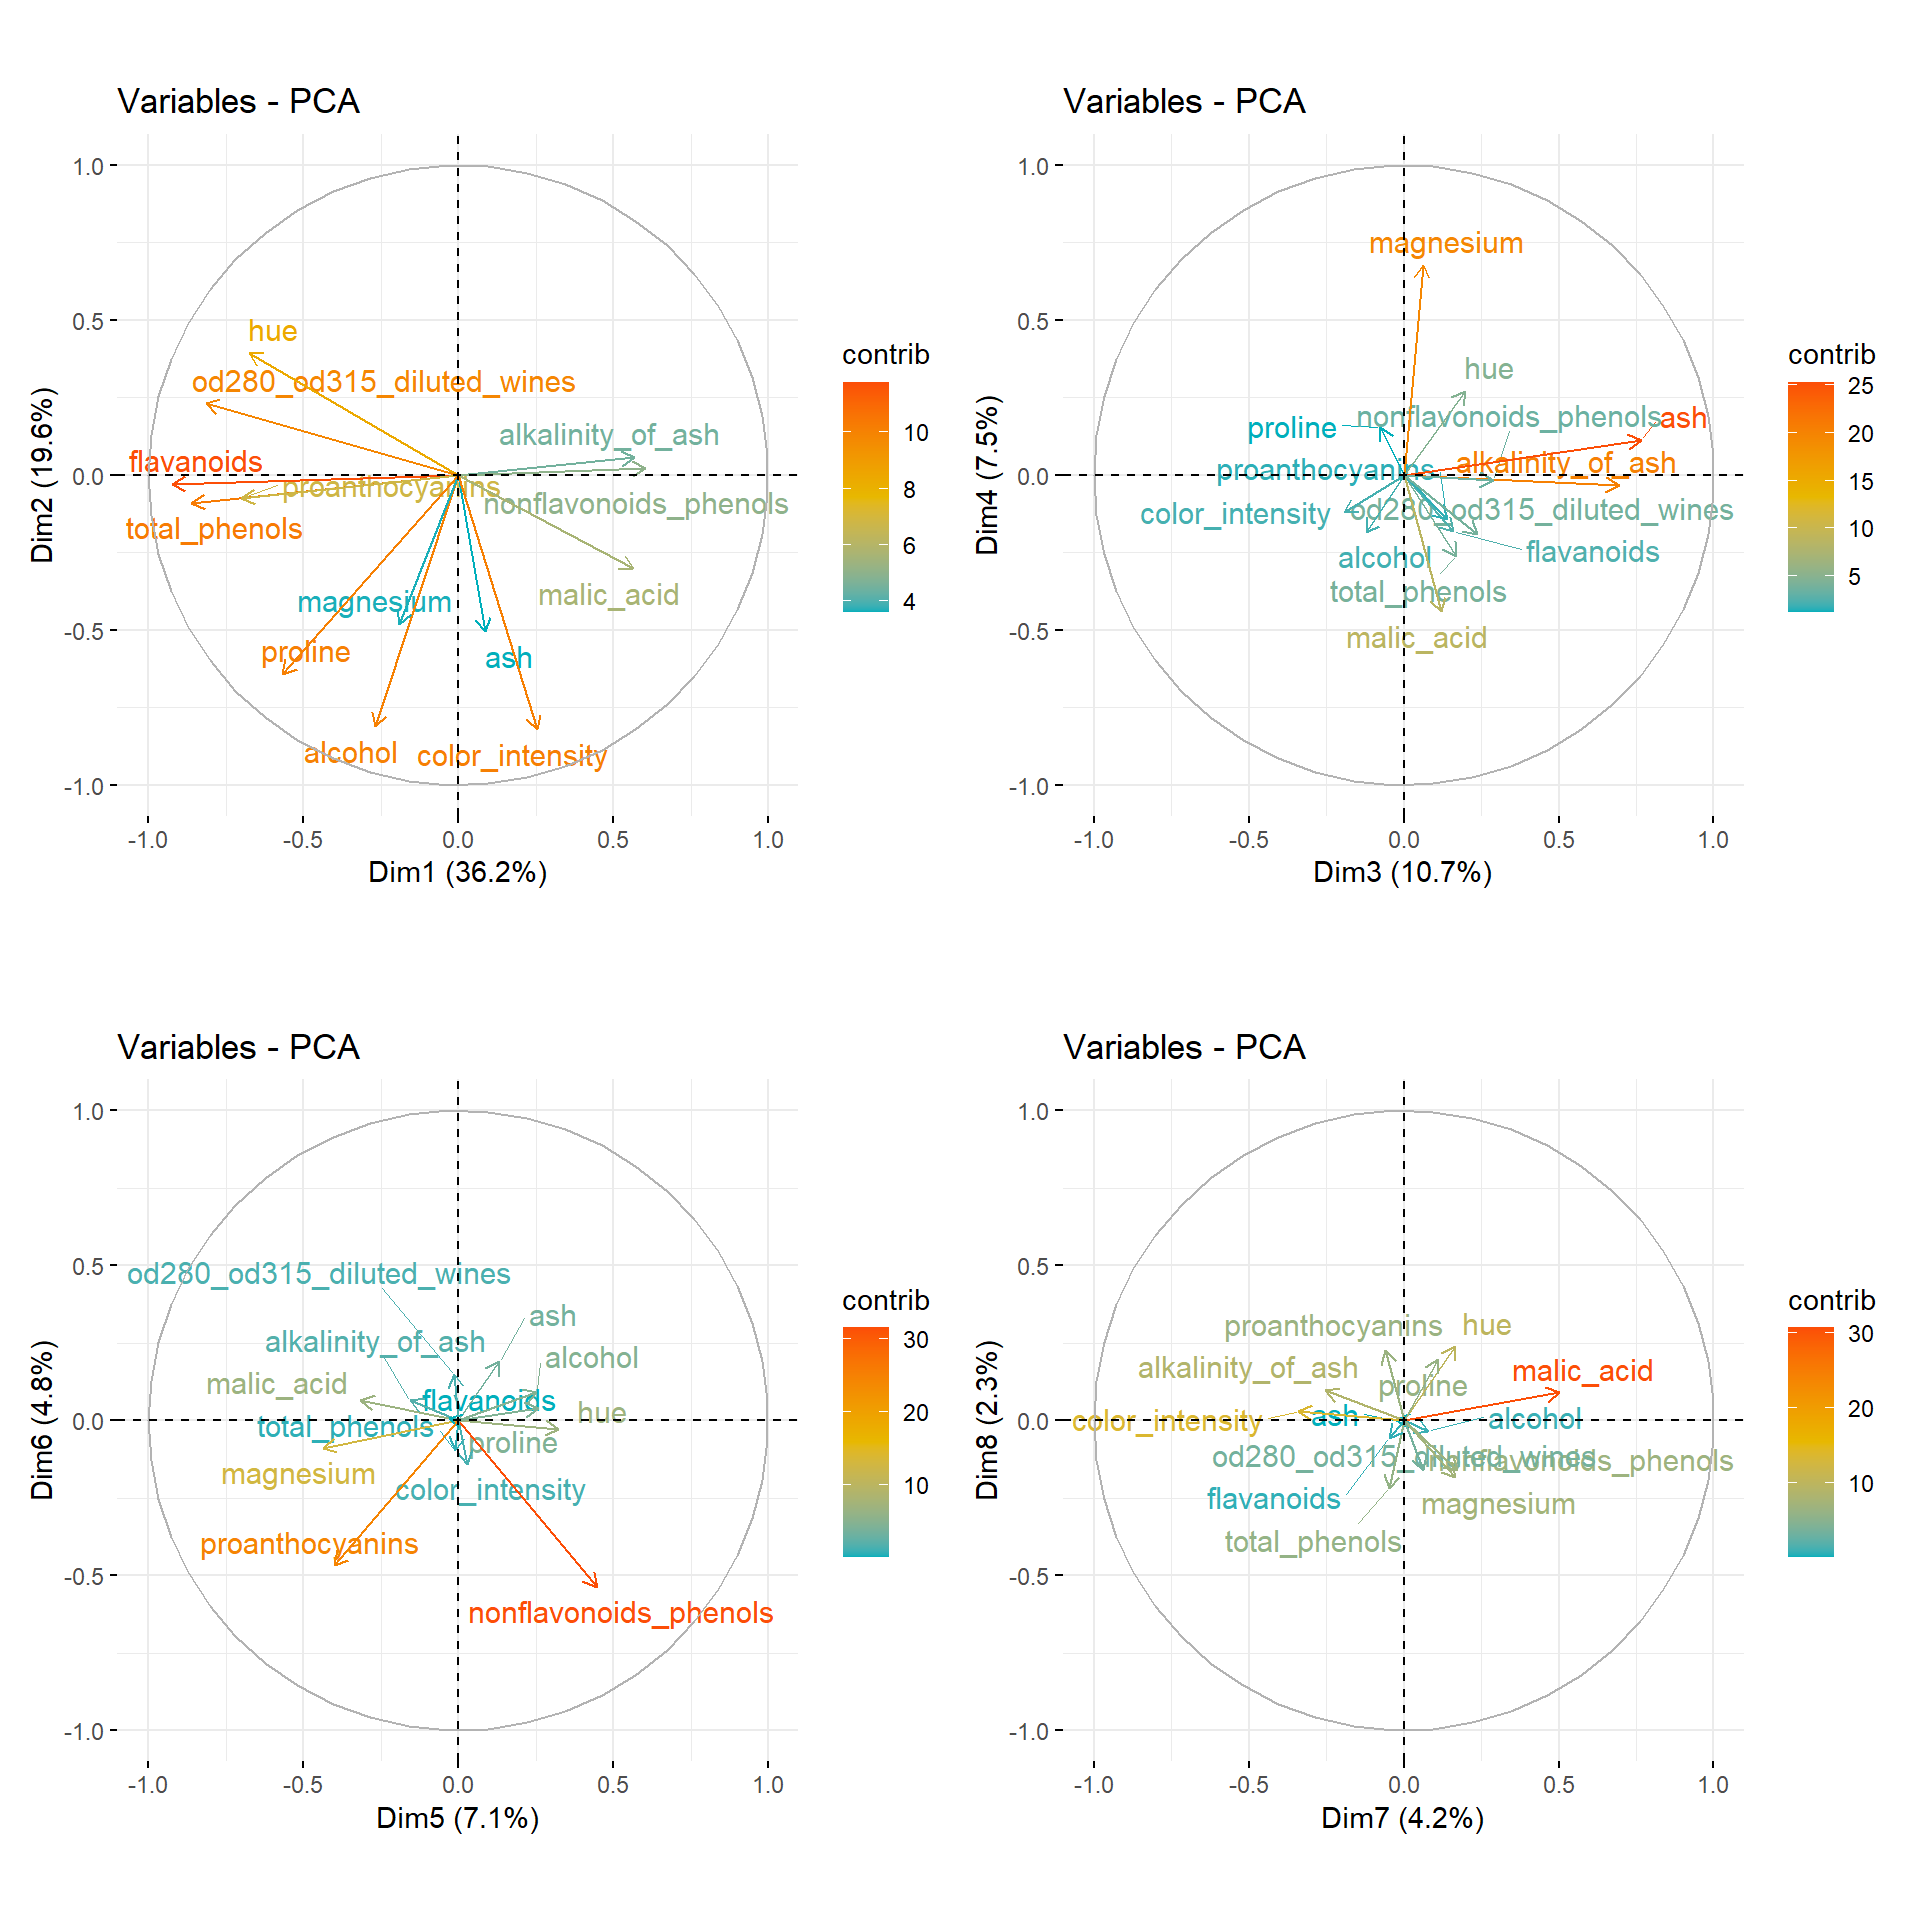 Variables - PCA
1.0
0.5
0.0
-0.5
-1.0
Dim2 (19.6%)
hue
od280_od315_diluted_wines
alkalinity_of_ash
flavanoids
proanthocyanins
nonflavonoids_phenols
total_phenols
malic_acid
magnesium
proline
ash
alcohol
color_intensity
-1.0 -0.5 0.0 0.5 1.0
Dim1 (36.2%)
contrib
10
8
6
4
Variables - PCA
1.0
0.5
0.0
-0.5
-1.0
Dim4 (7.5%)
magnesium
hue
nonflavonoids_phenols
ash
proline
proanthocyanins
alkalinity_of_ash
color_intensity
od280_od315_diluted_wines
alcohol
flavanoids
total_phenols
malic_acid
-1.0 -0.5 0.0 0.5 1.0
Dim3 (10.7%)
contrib
25
20
15
10
5
Variables - PCA
1.0
0.5
0.0
-0.5
-1.0
Dim6 (4.8%)
od280_od315_diluted_wines
ash
alkalinity_of_ash
alcohol
malic_acid
flavanoids
hue
total_phenols
proline
magnesium
color_intensity
proanthocyanins
nonflavonoids_phenols
-1.0 -0.5 0.0 0.5 1.0
Dim5 (7.1%)
contrib
30
20
10
Variables - PCA
1.0
0.5
0.0
-0.5
-1.0
Dim8 (2.3%)
proanthocyanins
hue
alkalinity_of_ash
malic_acid
proline
color_intensity
ash
alcohol
od280_od315_diluted_wines
nonflavonoids_phenols
flavanoids
magnesium
total_phenols
-1.0 -0.5 0.0 0.5 1.0
Dim7 (4.2%)
contrib
30
20
10